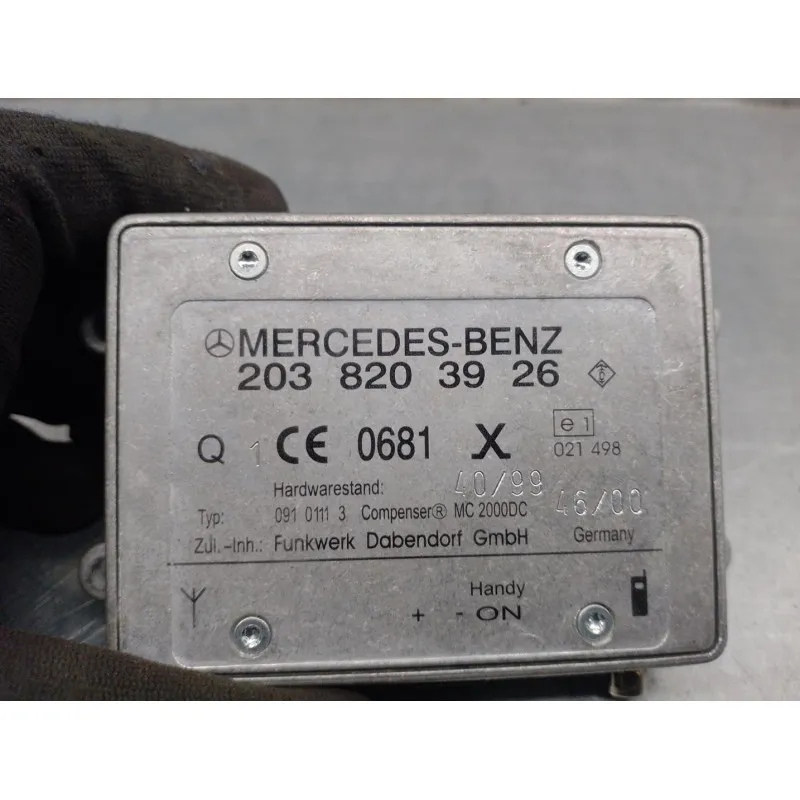 MERCEDES-BENZ
203 820 39 26
Q 1 CE 0681 X e1
021 498
Hardwarestand: 40/99
46/00
Typ: 091 0111 3 Compenser® MC 2000DC
Zul.-Inh.: Funkwerk Dabendorf GmbH Germany
Handy
+ - ON